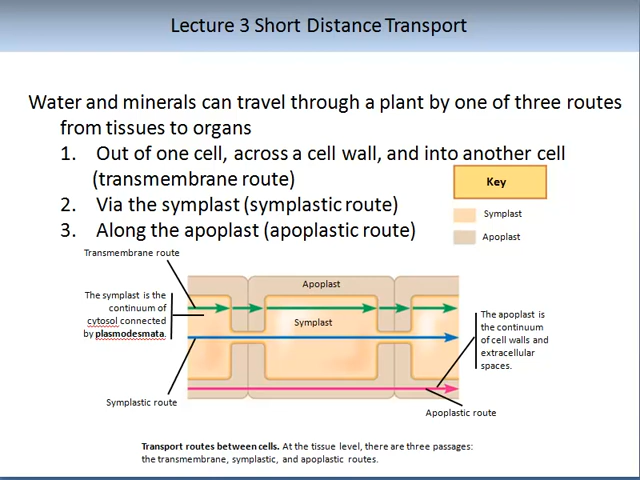 Lecture 3 Short Distance Transport
Water and minerals can travel through a plant by one of three routes
from tissues to organs
1. Out of one cell, across a cell wall, and into another cell
(transmembrane route)
2. Via the symplast (symplastic route)
3. Along the apoplast (apoplastic route)
Key
Symplast
Apoplast
Transmembrane route
Apoplast
The symplast is the
continuum of
cytosol connected
by plasmodesmata.
Symplast
The apoplast is
the continuum
of cell walls and
extracellular
spaces.
Symplastic route
Apoplastic route
Transport routes between cells. At the tissue level, there are three passages:
the transmembrane, symplastic, and apoplastic routes.